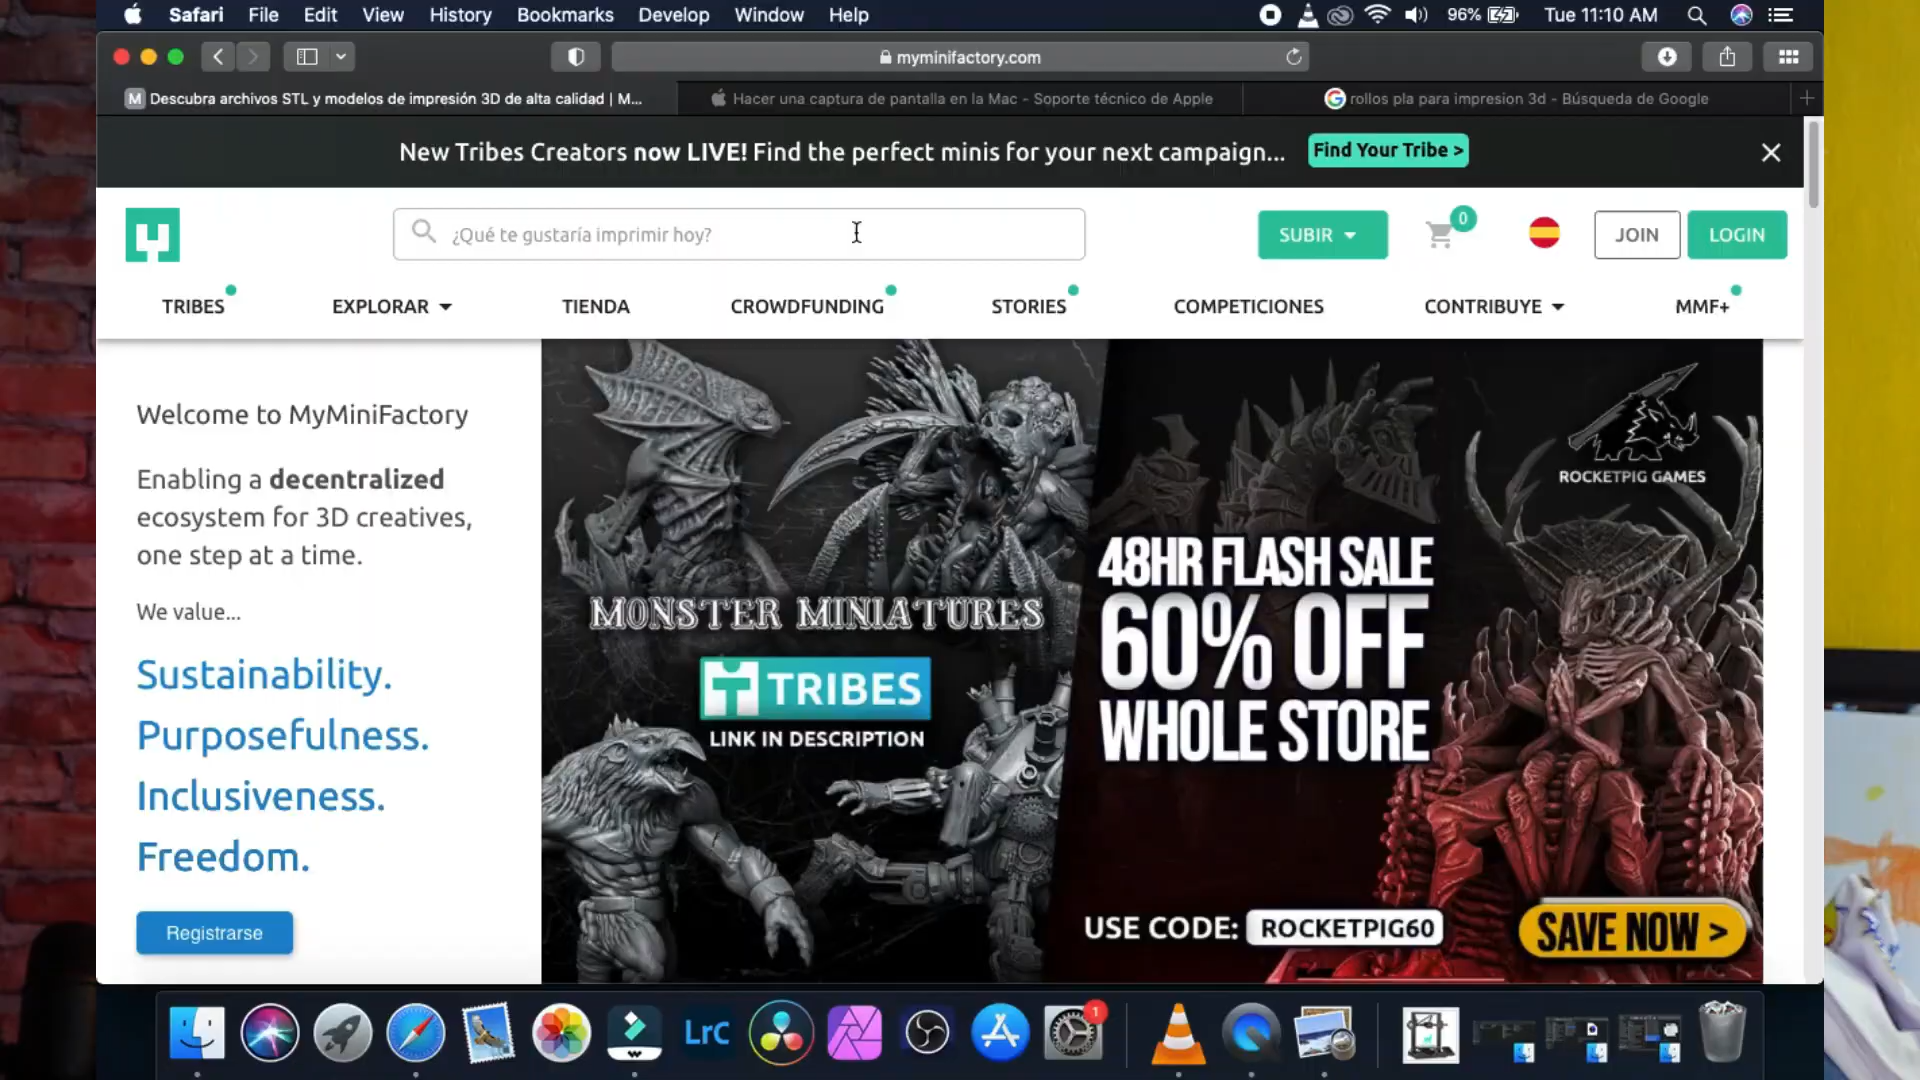 Safari File Edit View History Bookmarks Develop Window Help 96% Tue 11:10 AM
myminifactory.com
M Descubra archivos STL y modelos de impresión 3D de alta calidad | M...
Hacer una captura de pantalla en la Mac - Soporte técnico de Apple
rollos pla para impresion 3d - Búsqueda de Google
New Tribes Creators now LIVE! Find the perfect minis for your next campaign...
Find Your Tribe >
¿Qué te gustaría imprimir hoy?
SUBIR
0
JOIN
LOGIN
TRIBES EXPLORAR TIENDA CROWDFUNDING STORIES COMPETICIONES CONTRIBUYE MMF+
Welcome to MyMiniFactory
Enabling a decentralized
ecosystem for 3D creatives,
one step at a time.
We value...
Sustainability.
Purposefulness.
Inclusiveness.
Freedom.
Registrarse
MONSTER MINIATURES
TRIBES
LINK IN DESCRIPTION
ROCKETPIG GAMES
48HR FLASH SALE
60% OFF
WHOLE STORE
USE CODE: ROCKETPIG60
SAVE NOW >
LrC
1